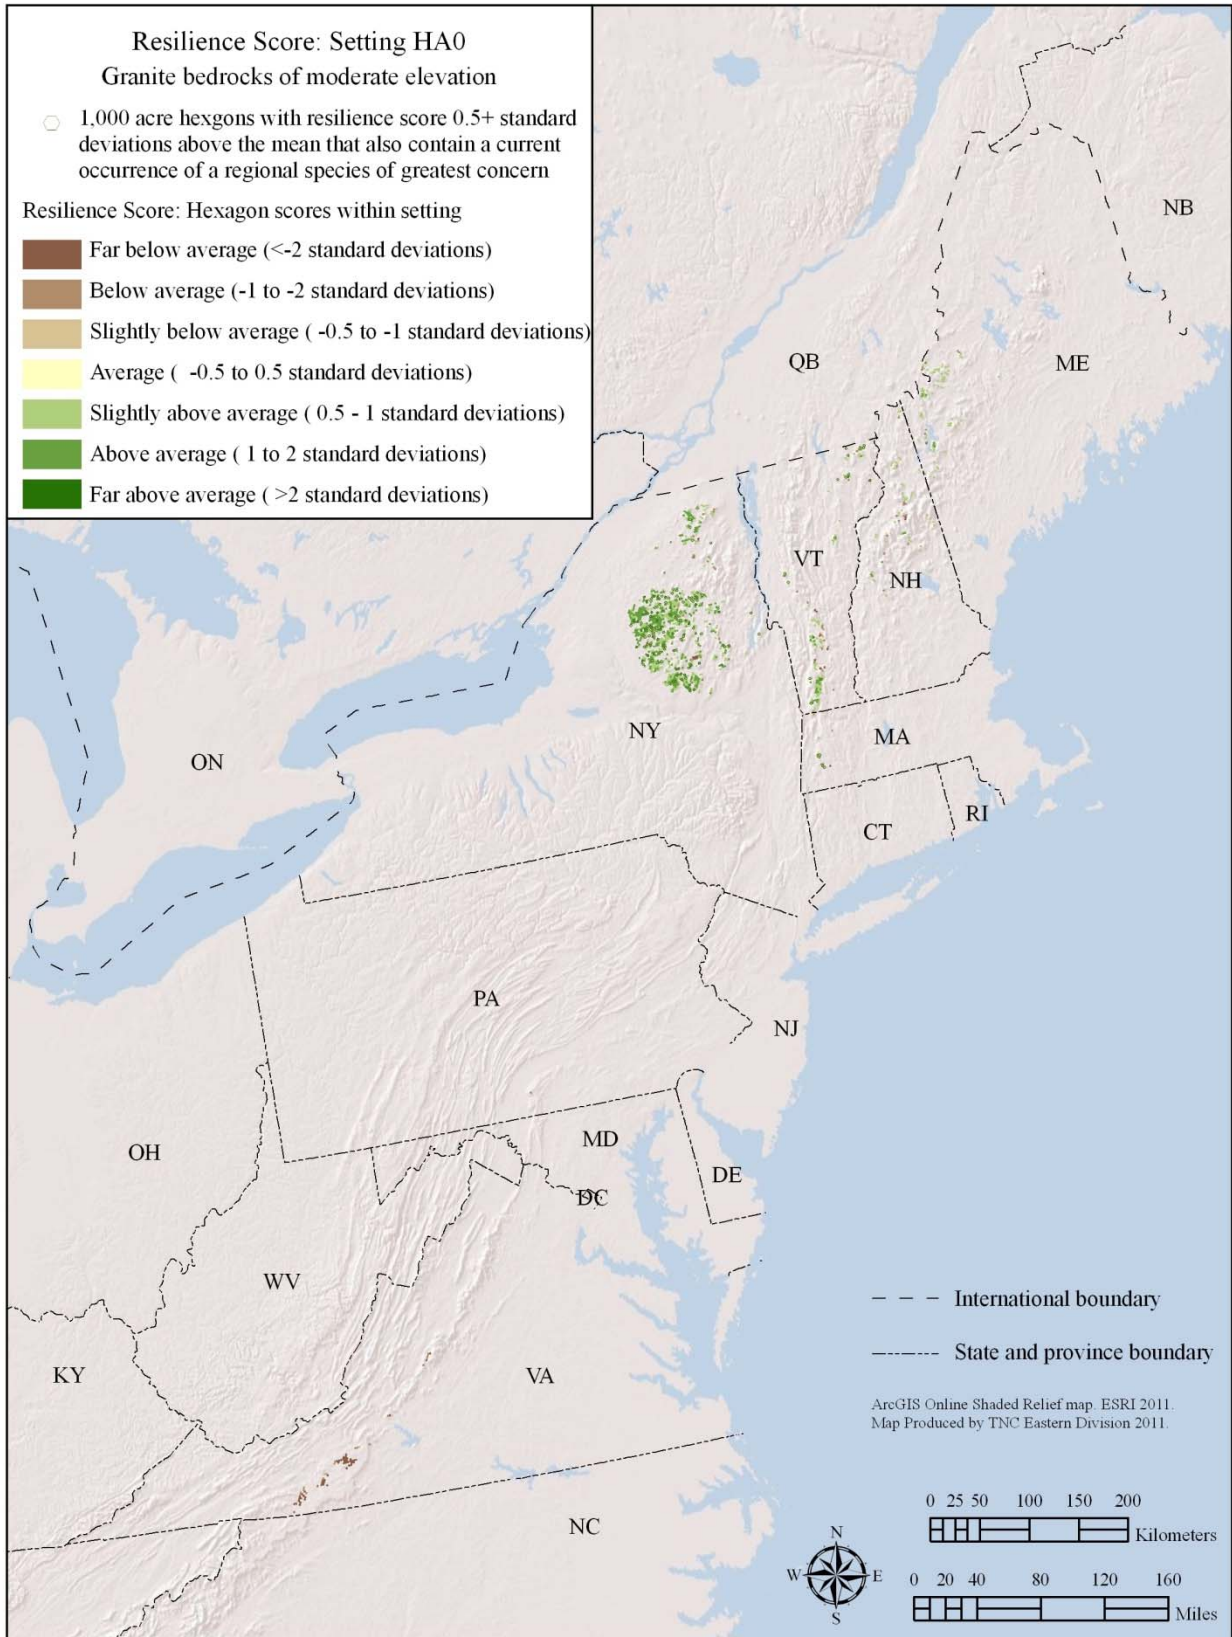 Resilience Score: Setting HA0
Granite bedrocks of moderate elevation
1,000 acre hexgons with resilience score 0.5+ standard
deviations above the mean that also contain a current
occurrence of a regional species of greatest concern
Resilience Score: Hexagon scores within setting
Far below average (<-2 standard deviations)
Below average (-1 to -2 standard deviations)
Slightly below average ( -0.5 to -1 standard deviations)
Average ( -0.5 to 0.5 standard deviations)
Slightly above average ( 0.5 - 1 standard deviations)
Above average ( 1 to 2 standard deviations)
Far above average ( >2 standard deviations)
NB
QB
ME
VT
NH
NY
MA
ON
CT
RI
PA
NJ
OH
MD
DE
DC
WV
KY
VA
NC
International boundary
State and province boundary
ArcGIS Online Shaded Relief map. ESRI 2011.
Map Produced by TNC Eastern Division 2011.
0 25 50 100 150 200
Kilometers
N
W E
S
0 20 40 80 120 160
Miles